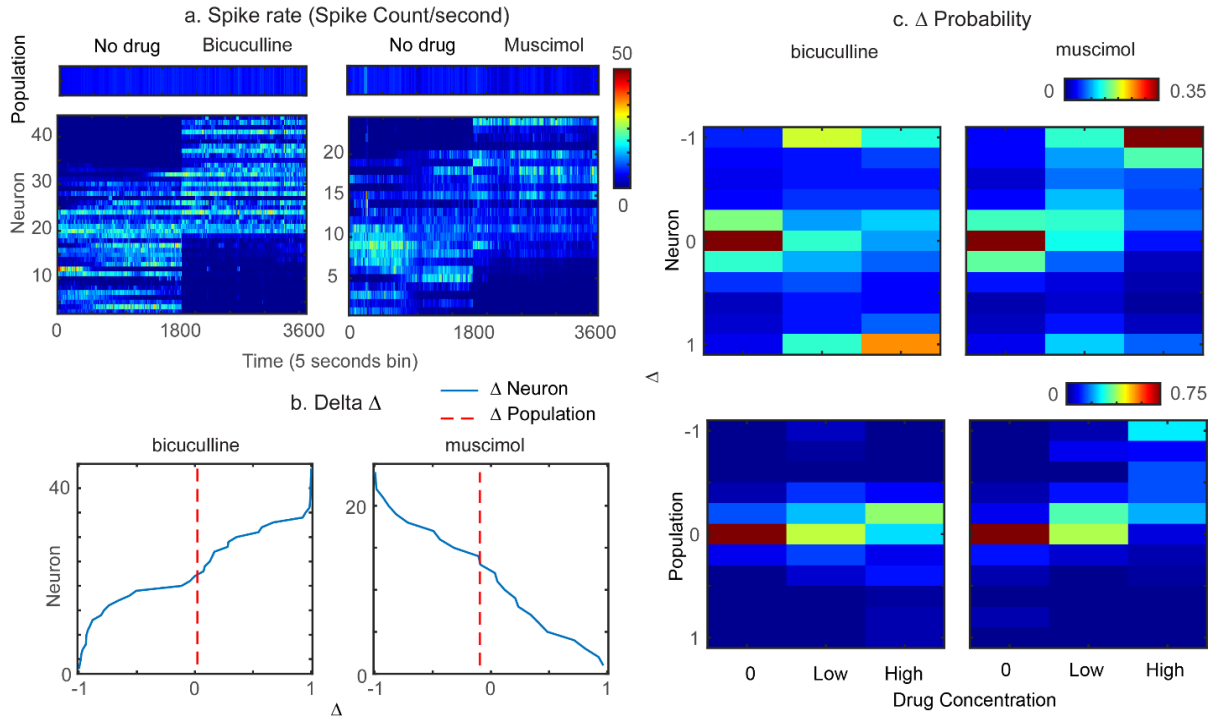 a. Spike rate (Spike Count/second)
No drug Bicuculline No drug Muscimol
Population
50
0
Neuron
40
30
20
10
0 1800 3600
20
15
10
5
0 1800 3600
Time (5 seconds bin)
b. Delta Δ
Δ Neuron
Δ Population
bicuculline muscimol
Neuron
40
0
-1 0 1
20
-1 0 1
Δ
c. Δ Probability
bicuculline muscimol
0 0.35
Neuron
-1
0
1
Δ
0 0.75
Population
-1
0
1
0 Low High 0 Low High
Drug Concentration